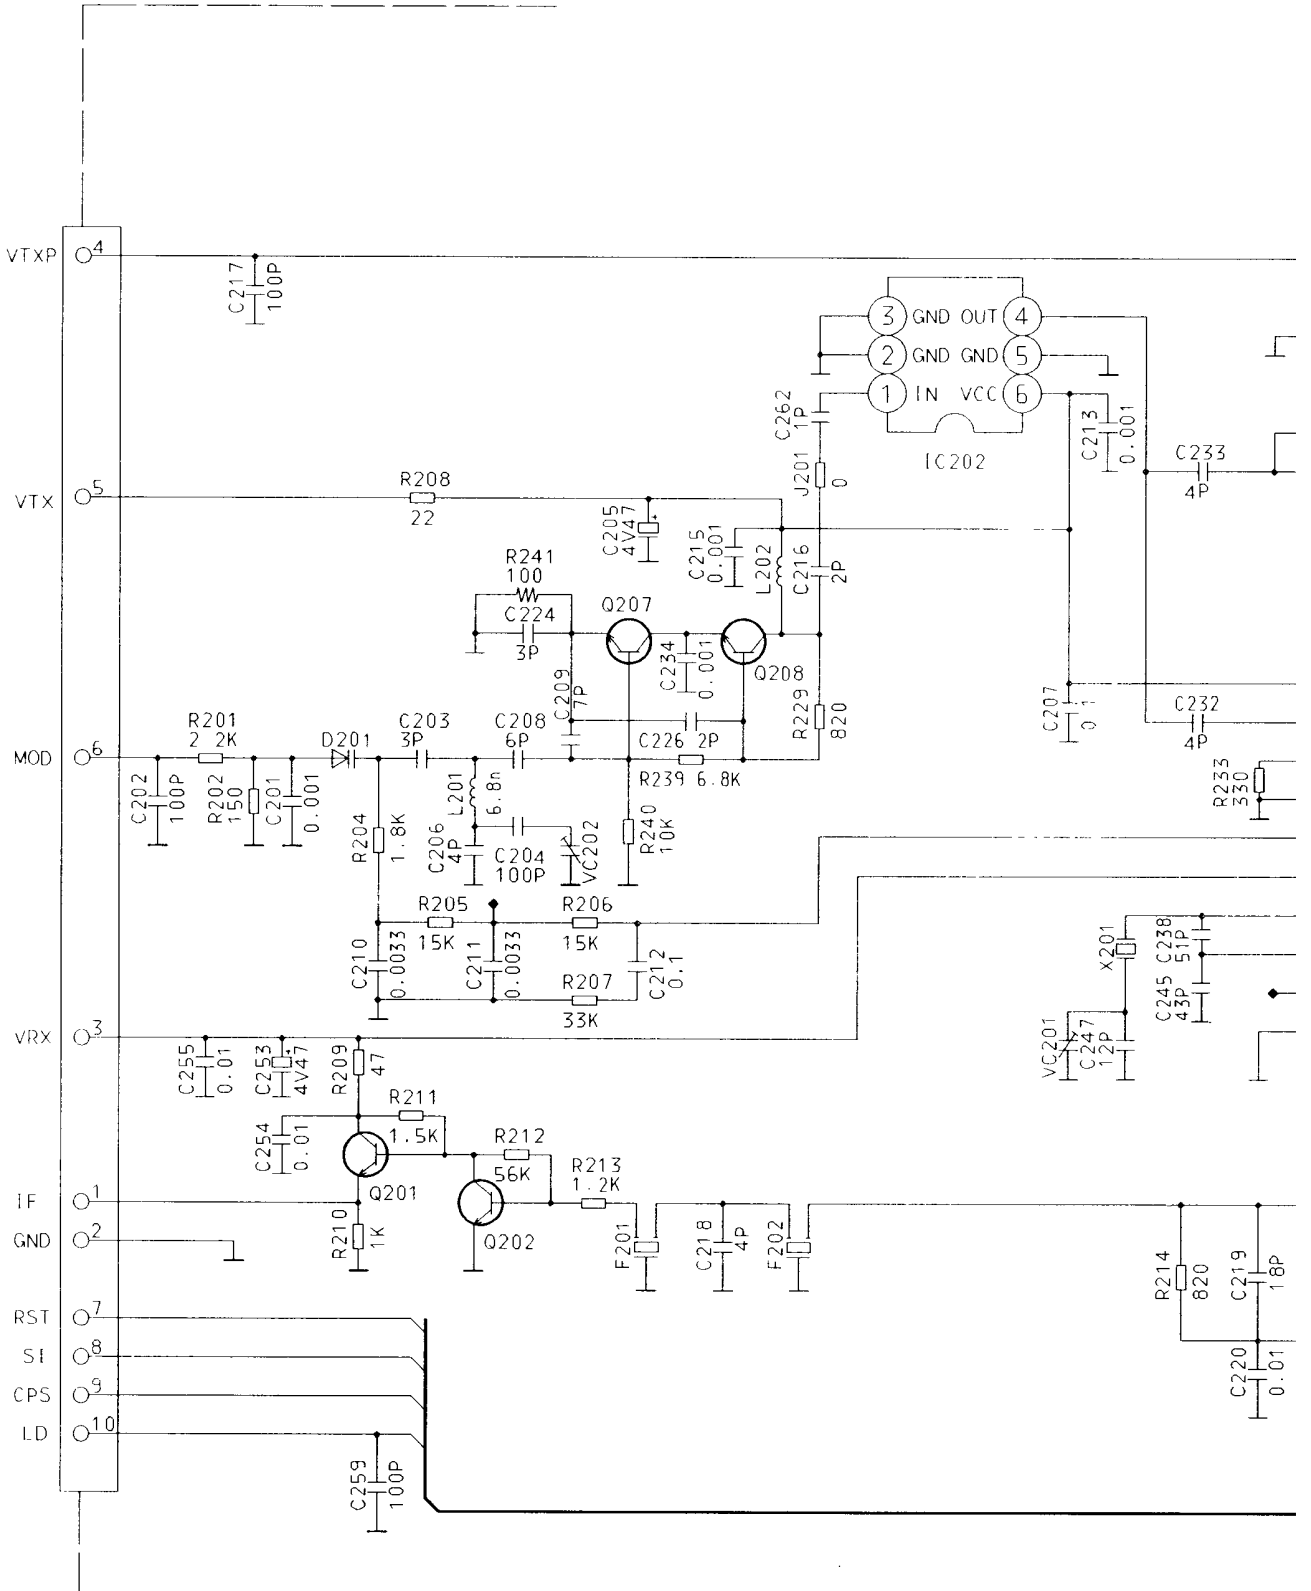 VTXP 4
C217
100P
3 GND OUT 4
2 GND GND 5
1 IN VCC 6
IC202
C262
1P
J201
0
C213
0.001
C233
4P
VTX 5
R208
22
C205
4V47
+
C215
0.001
L202
C216
2P
R241
100
C224
3P
Q207
C234
0.001
Q208
C209
7P
R229
820
C207
0.1
C232
4P
MOD 6
R201
2 2K
D201
C203
3P
C208
6P
C226 2P
R239 6.8K
R233
330
C202
100P
R202
150
C201
0.001
R204
1.8K
L201
6.8n
C206
4P
C204
100P
VC202
R240
10K
R205
15K
R206
15K
C210
0.0033
C211
0.0033
R207
33K
C212
0.1
X201
C238
51P
C245
43P
VC201
C247
12P
VRX 3
C255
0.01
C253
4V47
+
R209
47
R211
1.5K
C254
0.01
Q201
R212
56K
R213
1.2K
Q202
IF 1
R210
1K
GND 2
F201
C218
4P
F202
R214
820
C219
18P
C220
0.01
RST 7
SI 8
CPS 9
LD 10
C259
100P